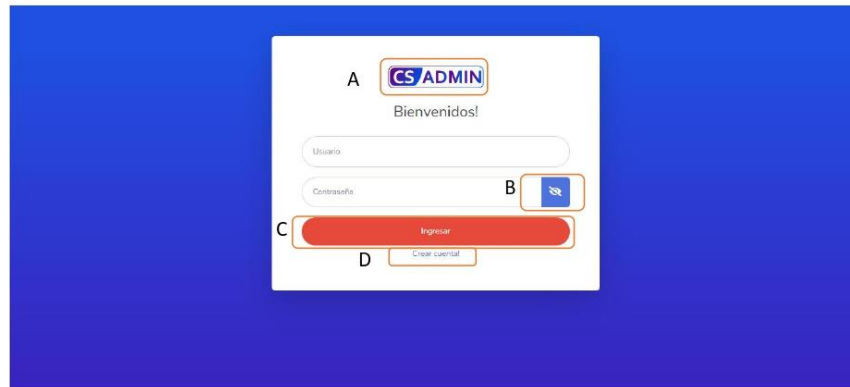 A
CS ADMIN
Bienvenidos!
Usuario
Contraseña
B
C
Ingresar
D
Crear cuenta!